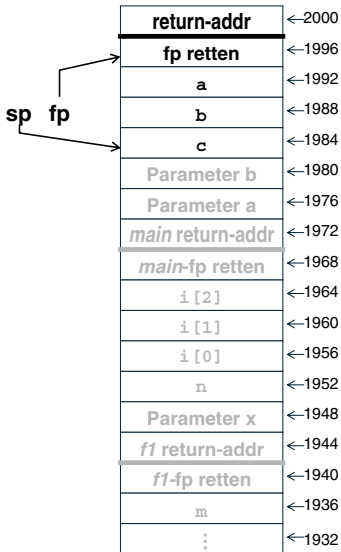 return-addr ←2000
fp retten ←1996
a ←1992
b ←1988
sp fp
c ←1984
Parameter b ←1980
Parameter a ←1976
main return-addr ←1972
main-fp retten ←1968
i[2] ←1964
i[1] ←1960
i[0] ←1956
n ←1952
Parameter x ←1948
f1 return-addr ←1944
f1-fp retten ←1940
m ←1936
⋮ ←1932